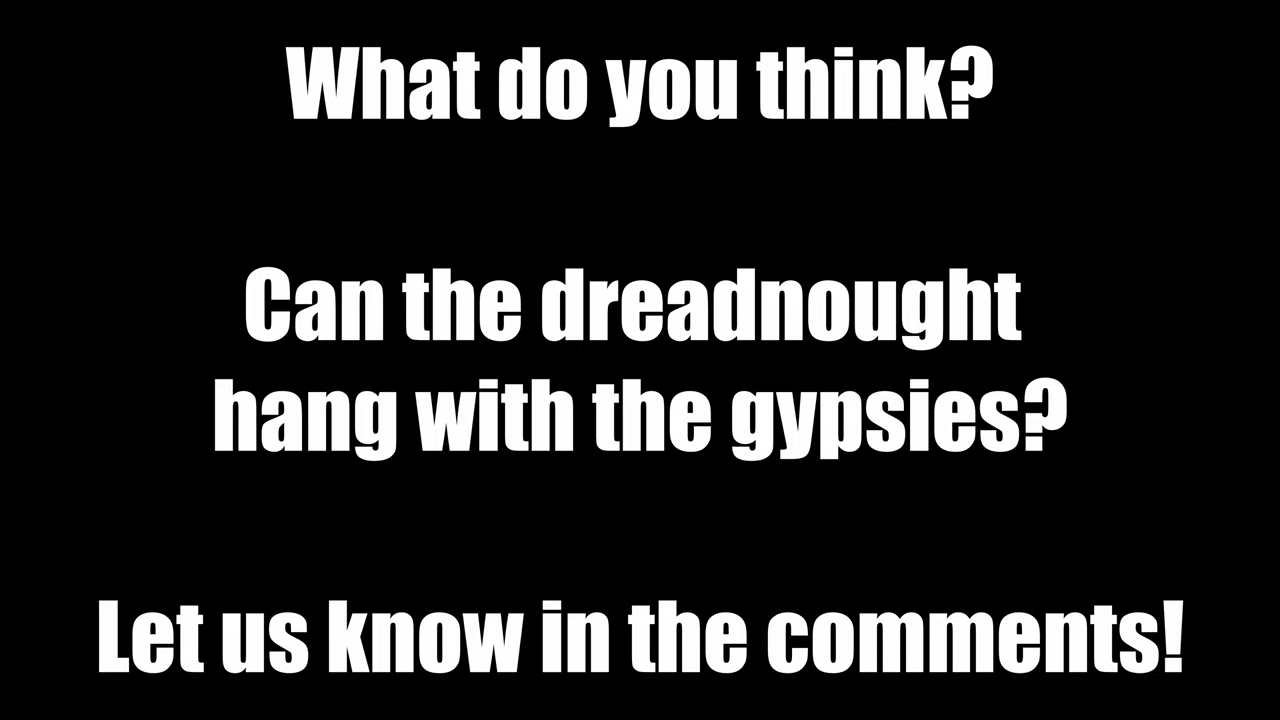 What do you think?
Can the dreadnought
hang with the gypsies?
Let us know in the comments!